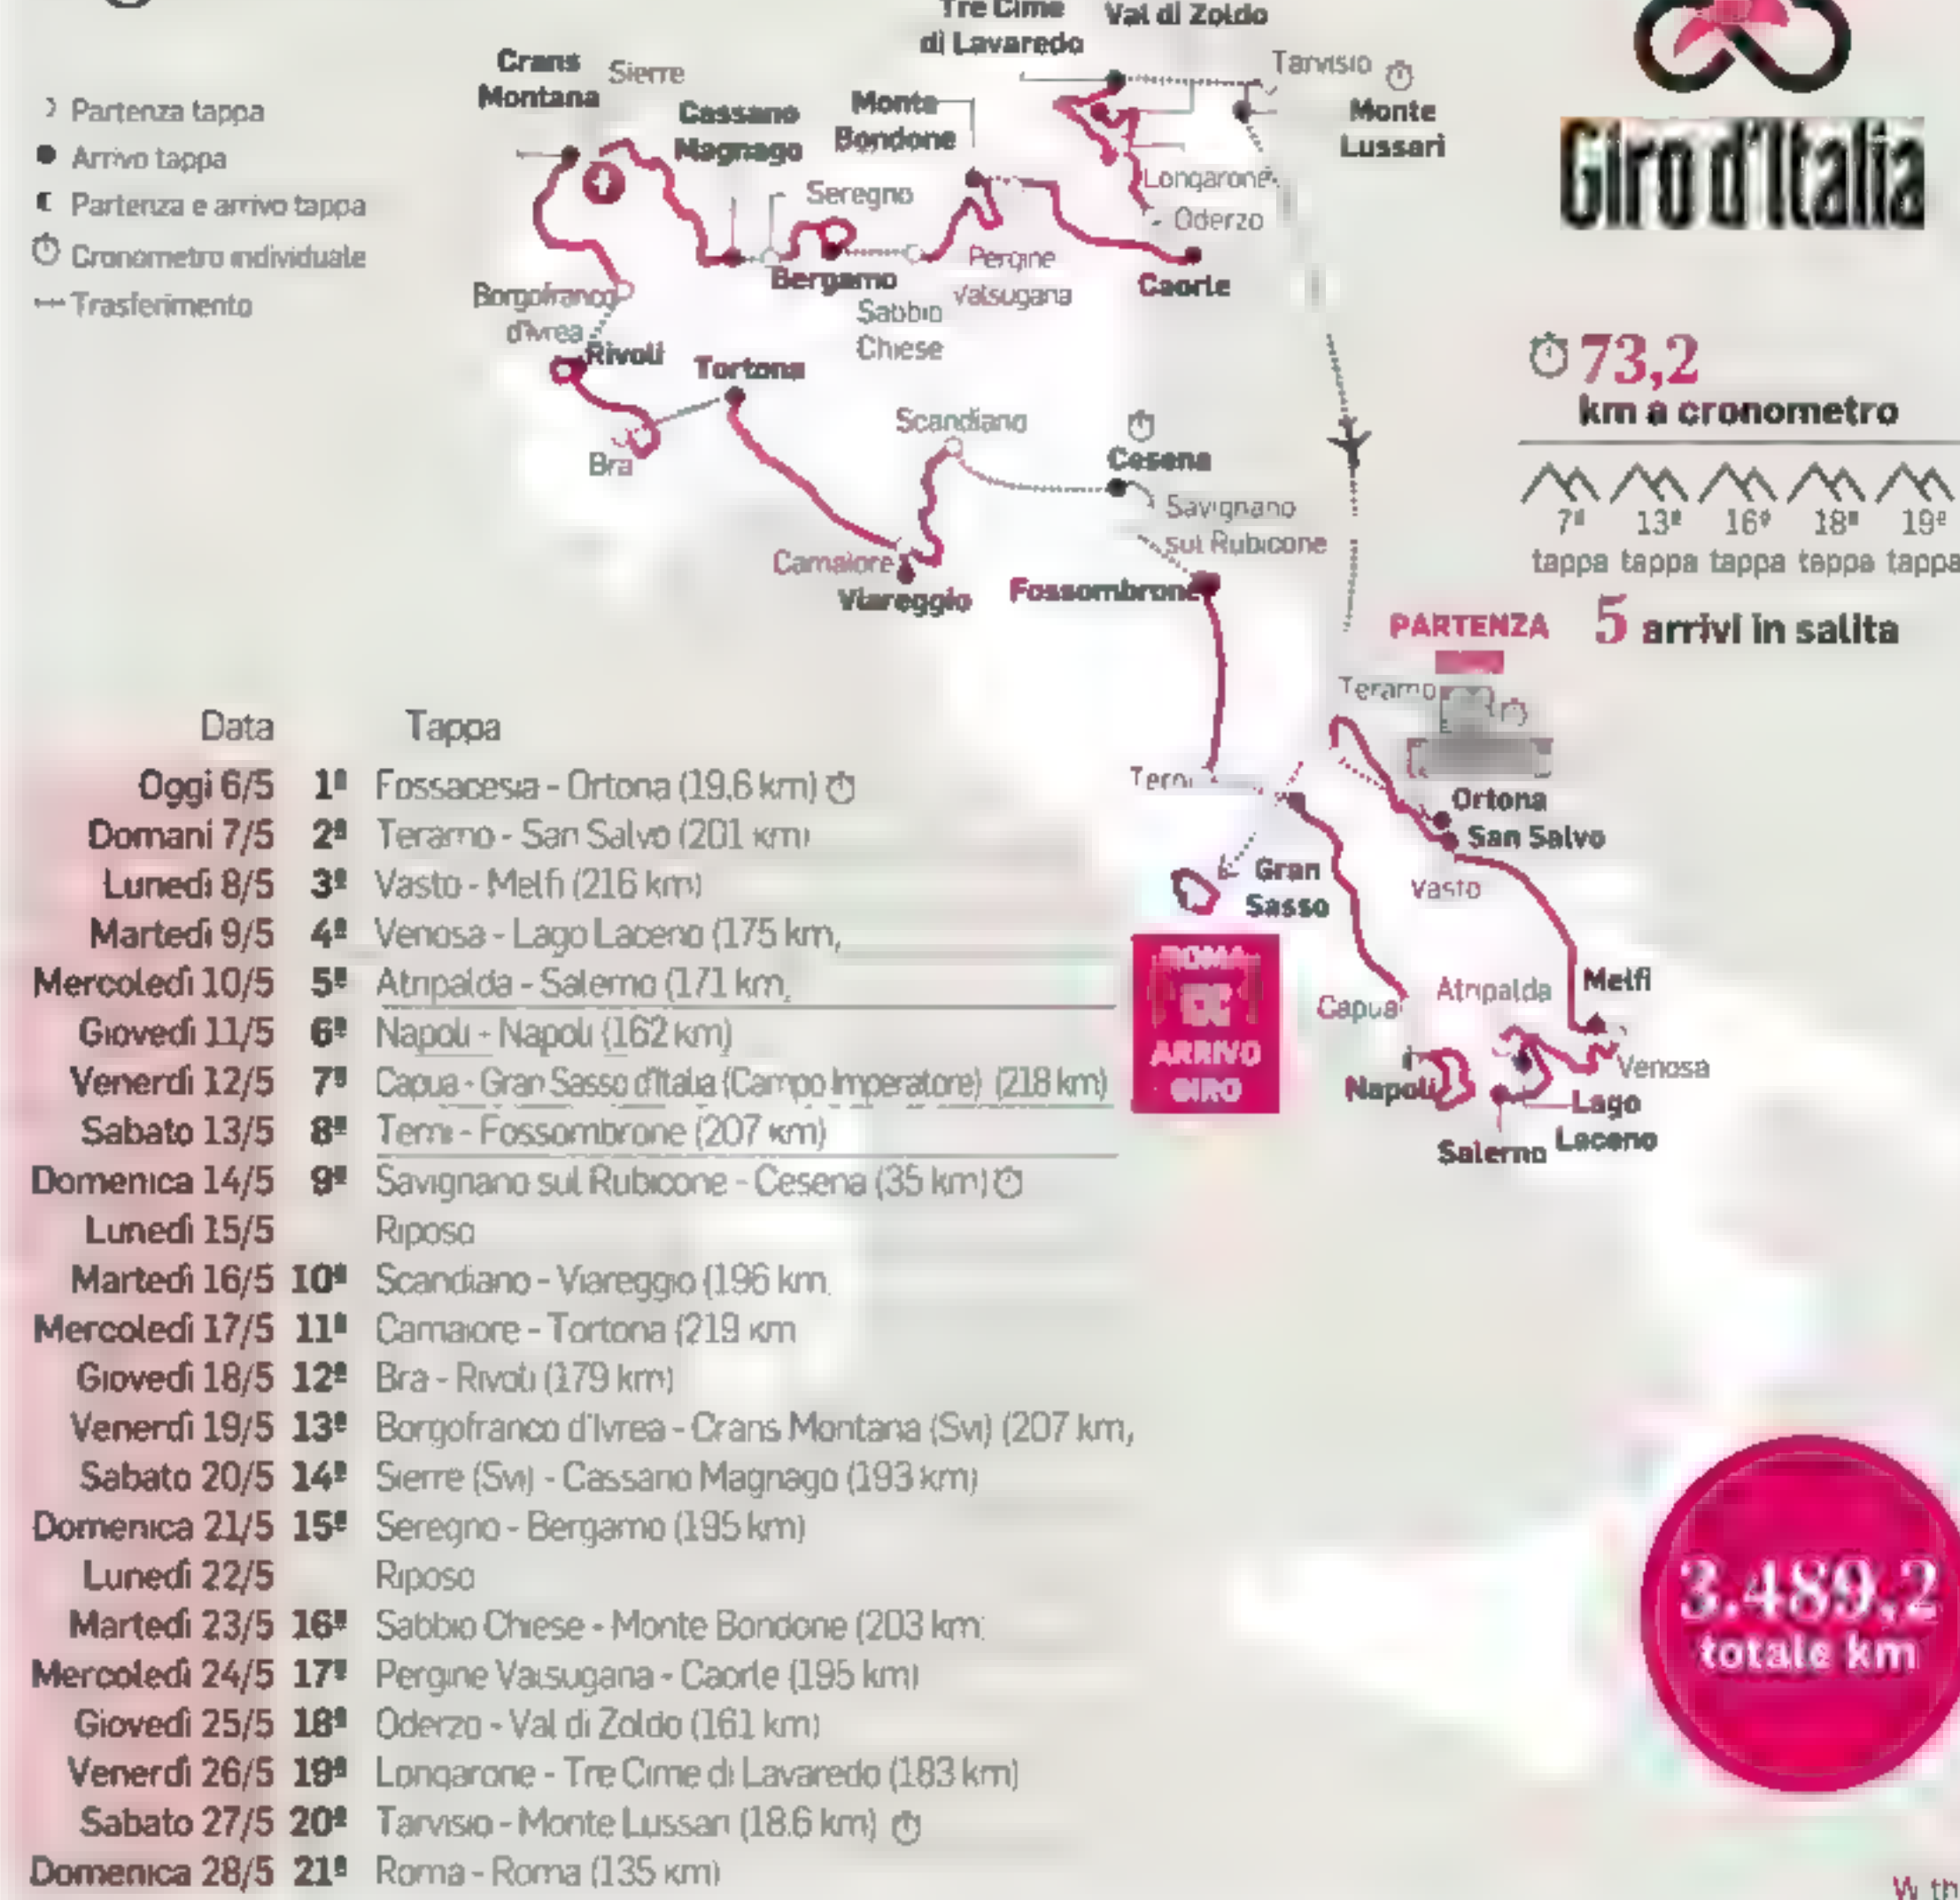 Tre Cime
di Lavaredo
Val di Zoldo
Crans
Montana
Sierre
Cassano
Magnago
Monte
Bondone
Tarvisio
Monte
Lussari
Longarone
Oderzo
Seregno
Bergamo
Sabbio
Chiese
Pergine
Valsugana
Caorle
Borgofranco
d'Ivrea
Rivoli
Tortona
Bra
Scandiano
Cesena
Savignano
sul Rubicone
Camaiore
Viareggio
Fossombrone
Partenza tappa
Arrivo tappa
Partenza e arrivo tappa
Cronometro individuale
Trasferimento
Giro d'Italia
73,2
km a cronometro
7ª 13ª 16ª 18ª 19ª
tappa tappa tappa tappa tappa
5 arrivi in salita
PARTENZA
Teramo
Ortona
San Salvo
Vasto
Terni
Gran
Sasso
ROMA
ARRIVO
GIRO
Capua
Atripalda
Melfi
Venosa
Napoli
Lago
Laceno
Salerno
Data Tappa
Oggi 6/5 1ª Fossacesia - Ortona (19,6 km)
Domani 7/5 2ª Teramo - San Salvo (201 km)
Lunedì 8/5 3ª Vasto - Melfi (216 km)
Martedì 9/5 4ª Venosa - Lago Laceno (175 km)
Mercoledì 10/5 5ª Atripalda - Salerno (171 km)
Giovedì 11/5 6ª Napoli - Napoli (162 km)
Venerdì 12/5 7ª Capua - Gran Sasso d'Italia (Campo Imperatore) (218 km)
Sabato 13/5 8ª Terni - Fossombrone (207 km)
Domenica 14/5 9ª Savignano sul Rubicone - Cesena (35 km)
Lunedì 15/5 Riposo
Martedì 16/5 10ª Scandiano - Viareggio (196 km)
Mercoledì 17/5 11ª Camaiore - Tortona (219 km)
Giovedì 18/5 12ª Bra - Rivoli (179 km)
Venerdì 19/5 13ª Borgofranco d'Ivrea - Crans Montana (Svi) (207 km)
Sabato 20/5 14ª Sierre (Svi) - Cassano Magnago (193 km)
Domenica 21/5 15ª Seregno - Bergamo (195 km)
Lunedì 22/5 Riposo
Martedì 23/5 16ª Sabbio Chiese - Monte Bondone (203 km)
Mercoledì 24/5 17ª Pergine Valsugana - Caorle (195 km)
Giovedì 25/5 18ª Oderzo - Val di Zoldo (161 km)
Venerdì 26/5 19ª Longarone - Tre Cime di Lavaredo (183 km)
Sabato 27/5 20ª Tarvisio - Monte Lussari (18.6 km)
Domenica 28/5 21ª Roma - Roma (135 km)
3.489,2
totale km